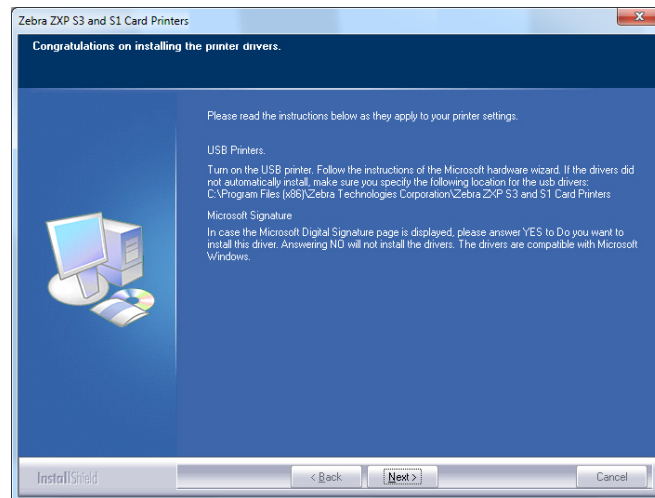 Zebra ZXP S3 and S1 Card Printers
Congratulations on installing the printer drivers.
Please read the instructions below as they apply to your printer settings.
USB Printers.
Turn on the USB printer. Follow the instructions of the Microsoft hardware wizard. If the drivers did
not automatically install, make sure you specify the following location for the usb drivers:
C:\Program Files (x86)\Zebra Technologies Corporation\Zebra ZXP S3 and S1 Card Printers
Microsoft Signature
In case the Microsoft Digital Signature page is displayed, please answer YES to Do you want to
install this driver. Answering NO will not install the drivers. The drivers are compatible with Microsoft
Windows.
InstallShield
< Back
Next >
Cancel